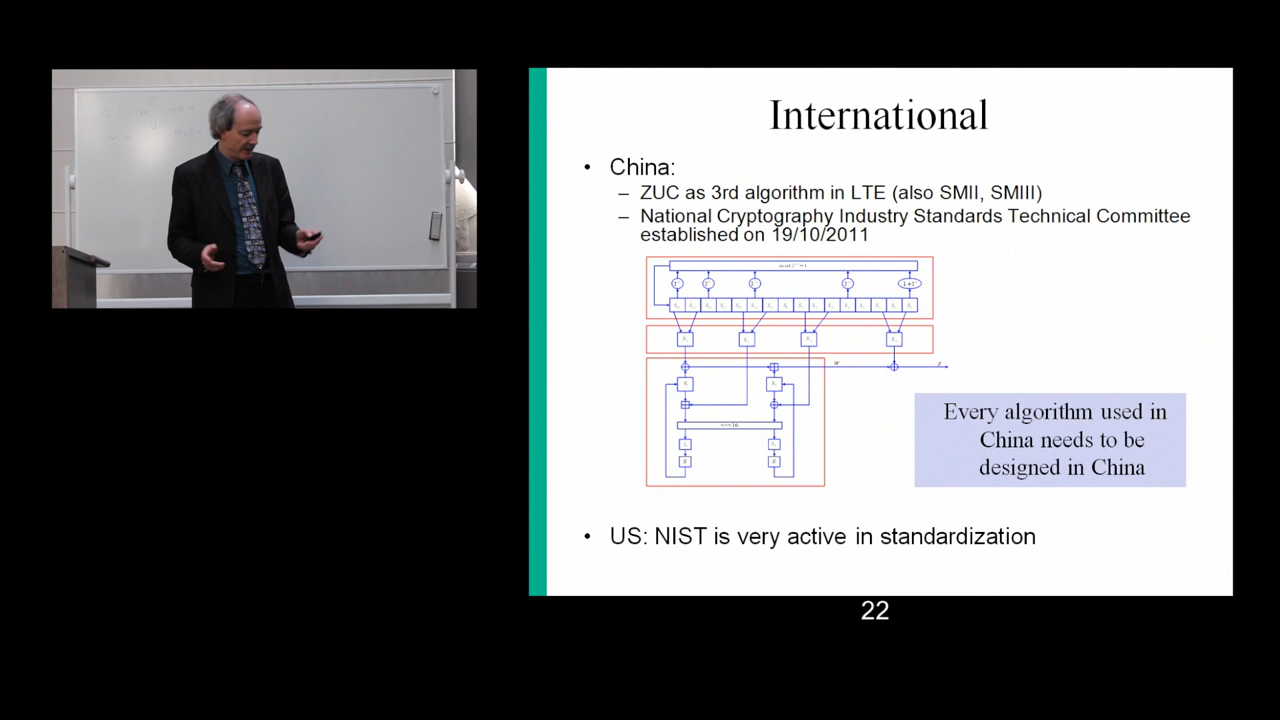 International
• China:
– ZUC as 3rd algorithm in LTE (also SMII, SMIII)
– National Cryptography Industry Standards Technical Committee
established on 19/10/2011
Every algorithm used in
China needs to be
designed in China
• US: NIST is very active in standardization
22